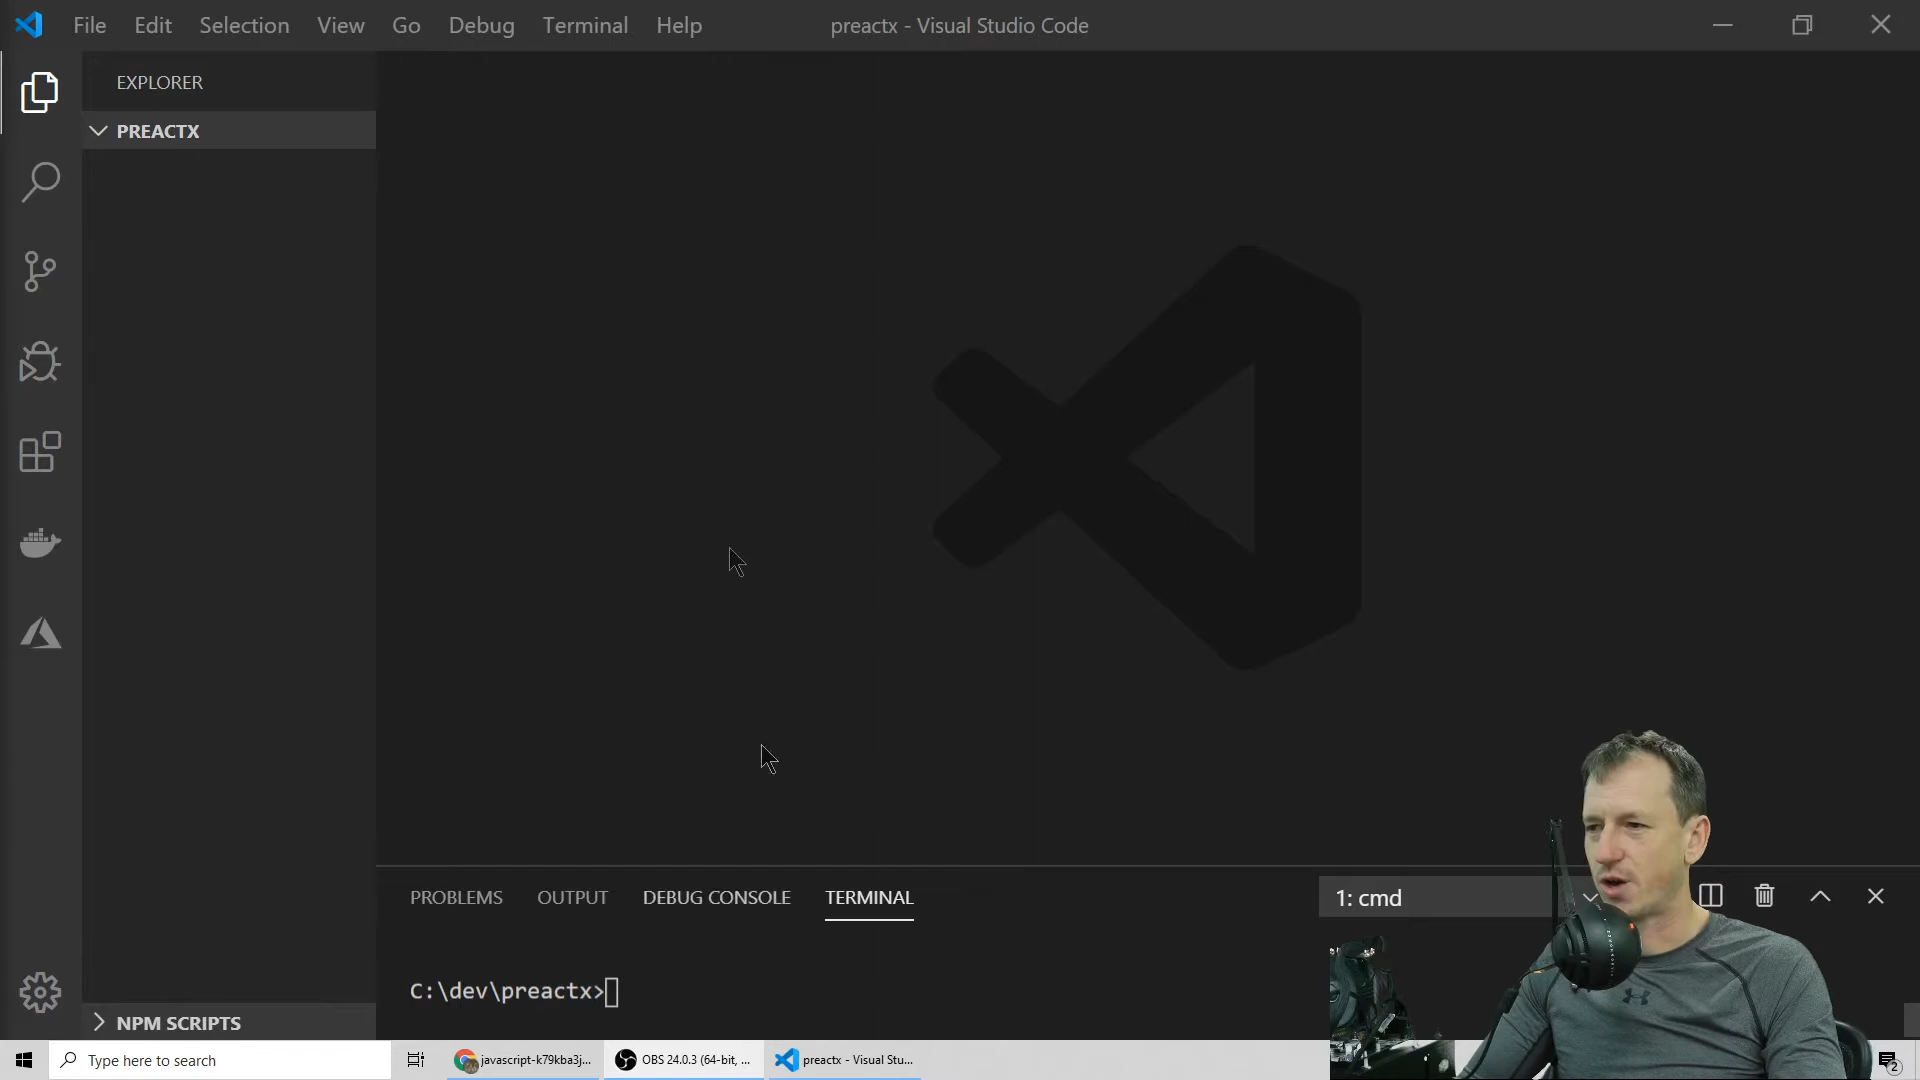 File Edit Selection View Go Debug Terminal Help
preactx - Visual Studio Code
EXPLORER
PREACTX
PROBLEMS OUTPUT DEBUG CONSOLE TERMINAL
1: cmd
C:\dev\preactx>
NPM SCRIPTS
Type here to search
javascript-k79kba3j...
OBS 24.0.3 (64-bit, ...
preactx - Visual Stu...
2